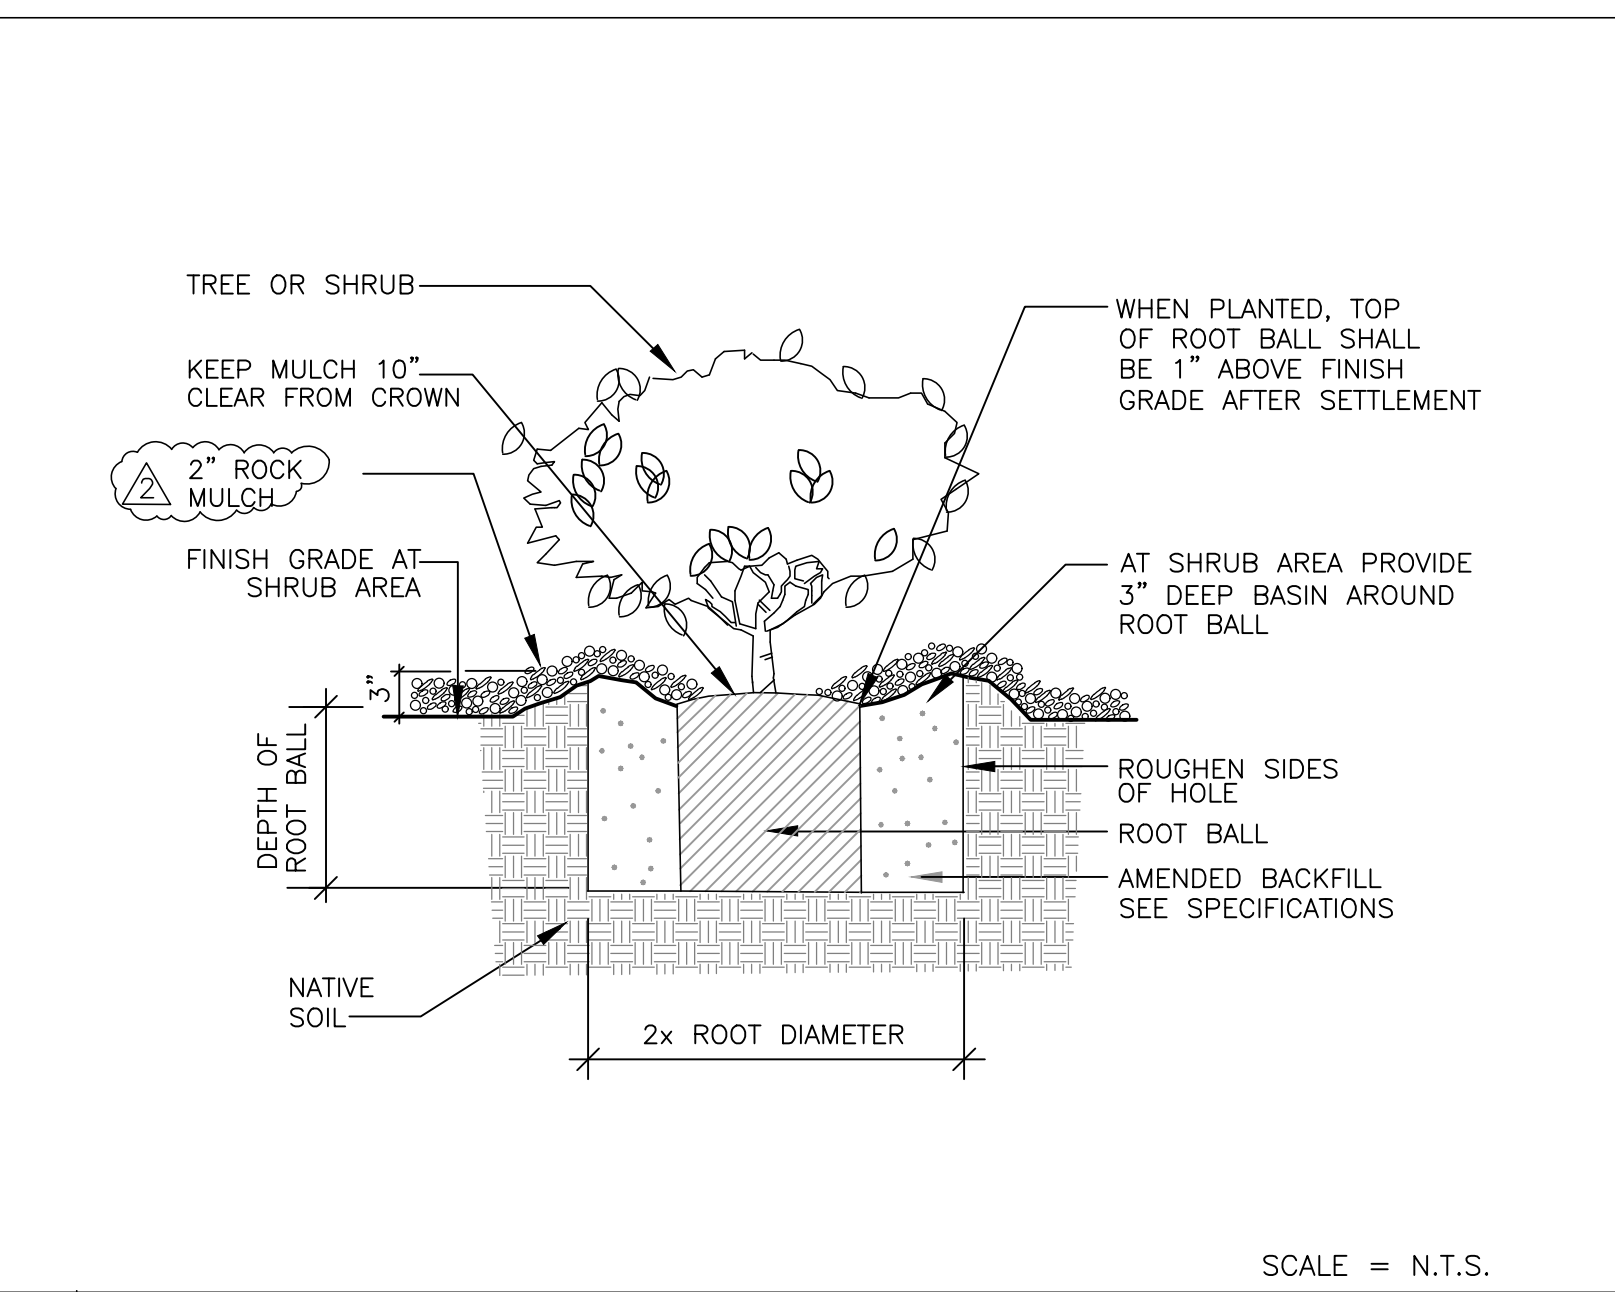 TREE OR SHRUB
KEEP MULCH 10”
CLEAR FROM CROWN
2
2” ROCK
MULCH
FINISH GRADE AT
SHRUB AREA
3”
DEPTH OF
ROOT BALL
NATIVE
SOIL
2x ROOT DIAMETER
WHEN PLANTED, TOP
OF ROOT BALL SHALL
BE 1” ABOVE FINISH
GRADE AFTER SETTLEMENT
AT SHRUB AREA PROVIDE
3” DEEP BASIN AROUND
ROOT BALL
ROUGHEN SIDES
OF HOLE
ROOT BALL
AMENDED BACKFILL
SEE SPECIFICATIONS
SCALE = N.T.S.